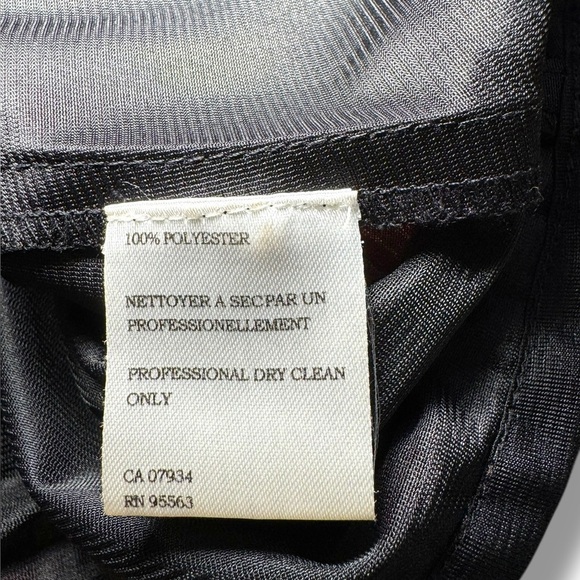 100% POLYESTER
NETTOYER A SEC PAR UN
PROFESSIONELLEMENT
PROFESSIONAL DRY CLEAN
ONLY
CA 07934
RN 95563